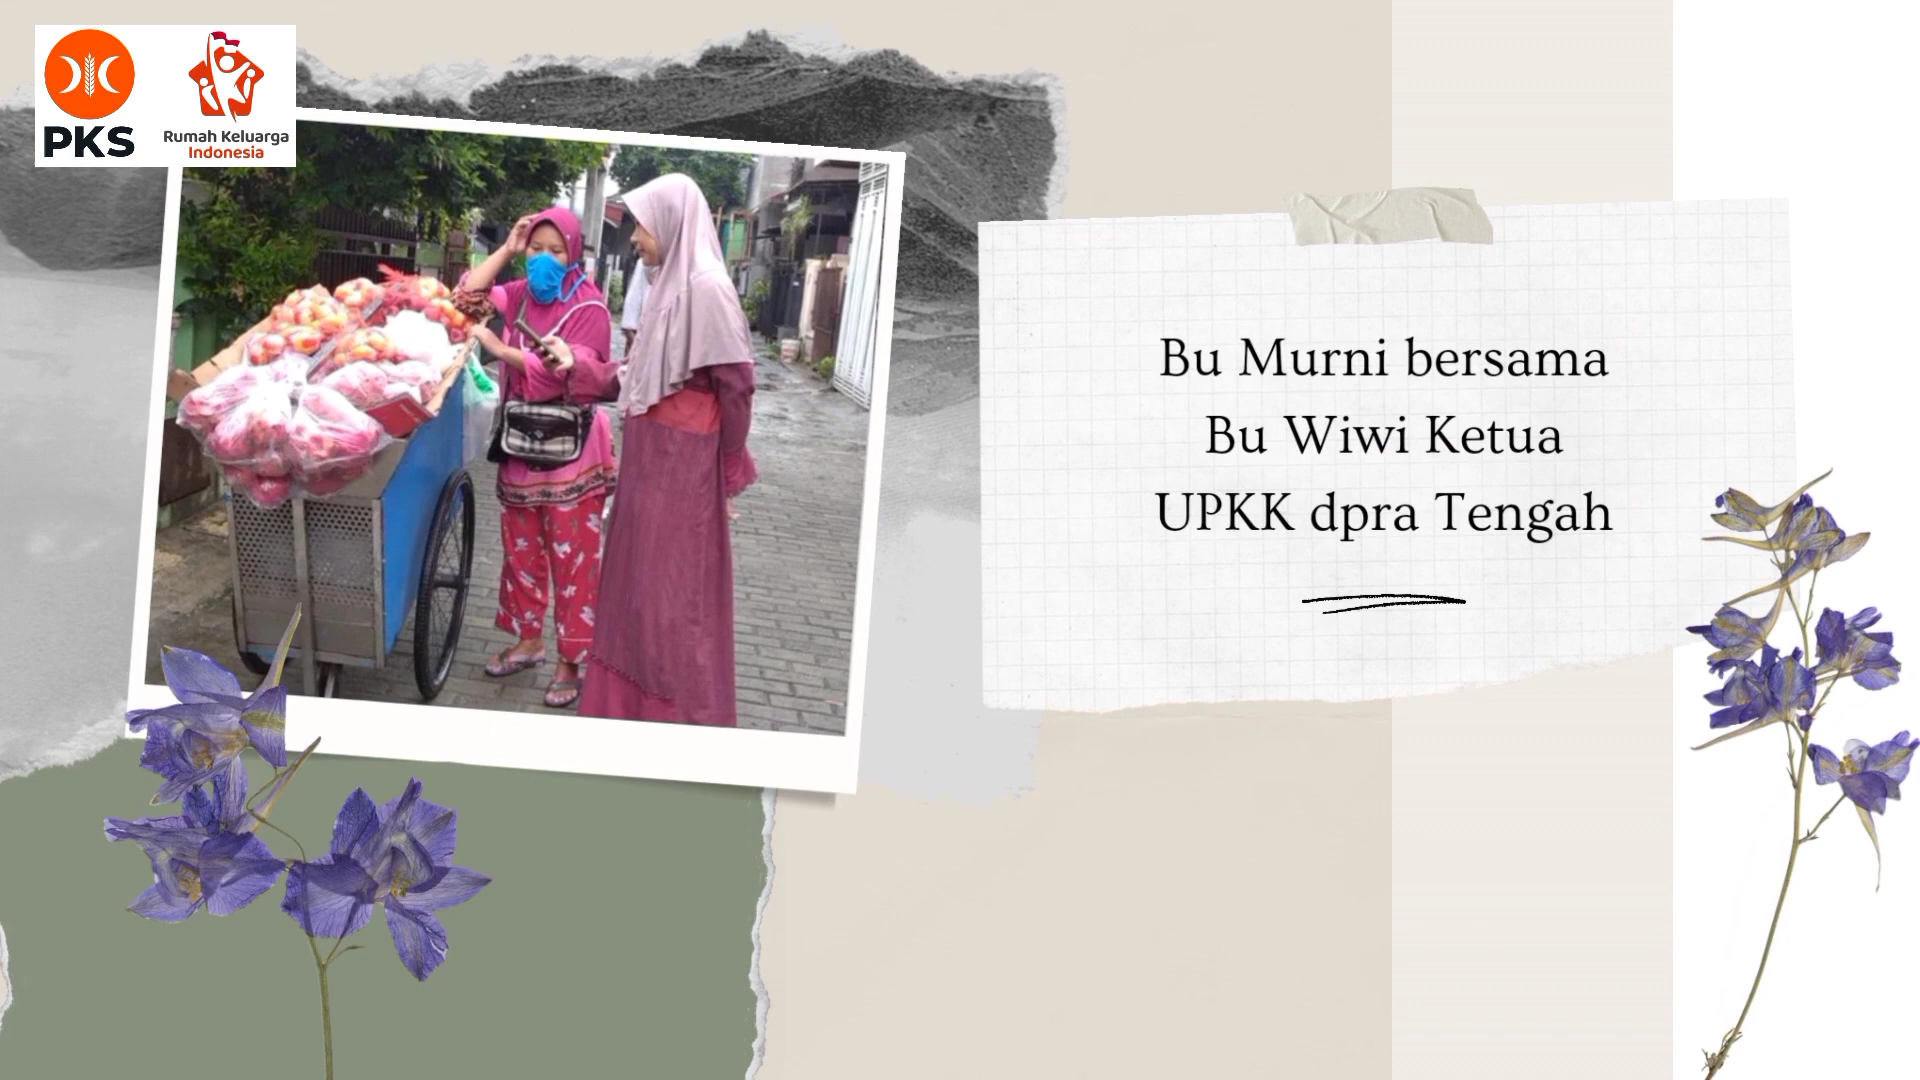 PKS
Rumah Keluarga
Indonesia
Bu Murni bersama
Bu Wiwi Ketua
UPKK dpra Tengah